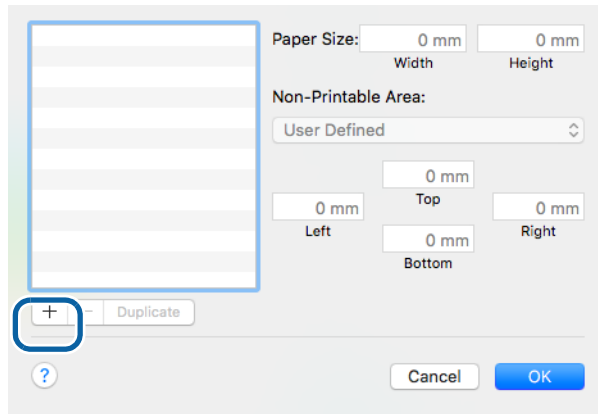 Paper Size: 0 mm 0 mm
Width Height
Non-Printable Area:
User Defined
0 mm
Top
0 mm 0 mm
Left Right
0 mm
Bottom
+ − Duplicate
? Cancel OK